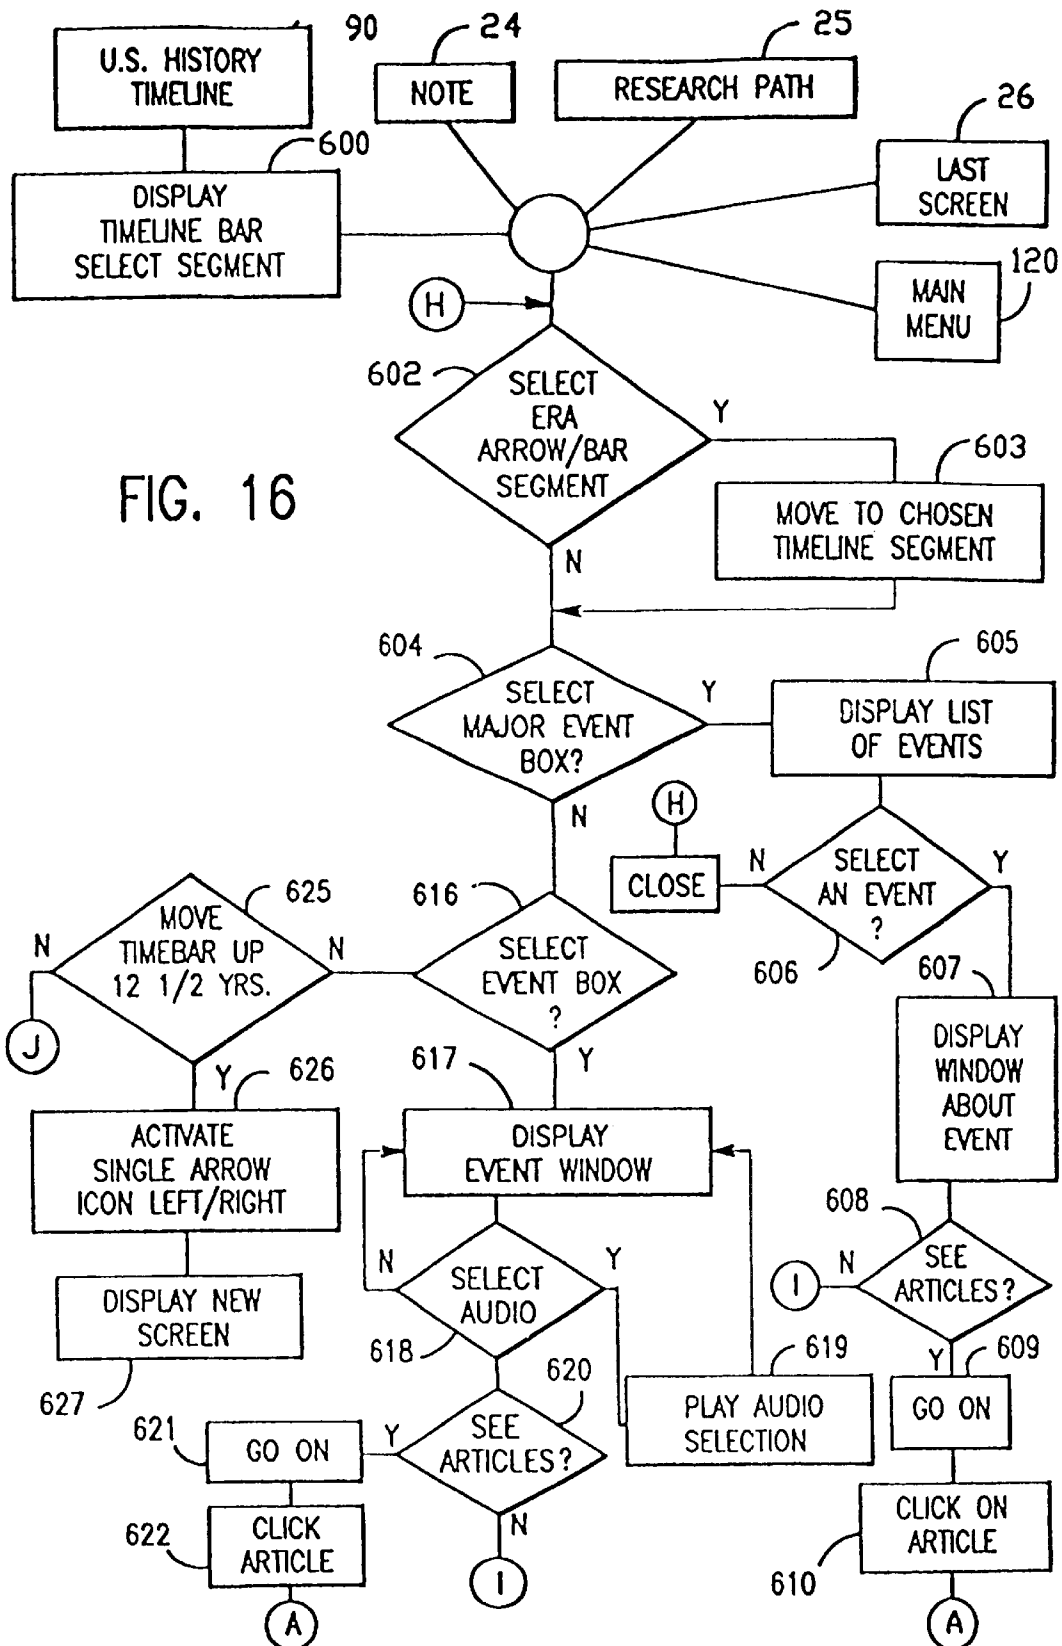 90
24
25
U.S. HISTORY
TIMELINE
NOTE
RESEARCH PATH
26
600
LAST
SCREEN
DISPLAY
TIMELINE BAR
SELECT SEGMENT
120
MAIN
MENU
H
602
SELECT
ERA
ARROW/BAR
SEGMENT
Y
603
FIG. 16
MOVE TO CHOSEN
TIMELINE SEGMENT
N
604
605
SELECT
MAJOR EVENT
BOX?
Y
DISPLAY LIST
OF EVENTS
N
H
CLOSE
N
SELECT
AN EVENT
?
Y
606
607
625
616
MOVE
TIMEBAR UP
12 1/2 YRS.
N
N
SELECT
EVENT BOX
?
J
Y
Y
617
626
DISPLAY
WINDOW
ABOUT
EVENT
ACTIVATE
SINGLE ARROW
ICON LEFT/RIGHT
DISPLAY
EVENT WINDOW
608
N
SELECT
AUDIO
Y
I
N
SEE
ARTICLES?
DISPLAY NEW
SCREEN
618
620
619
Y
609
627
621
GO ON
Y
SEE
ARTICLES?
PLAY AUDIO
SELECTION
GO ON
622
CLICK
ARTICLE
N
CLICK ON
ARTICLE
610
I
A
A